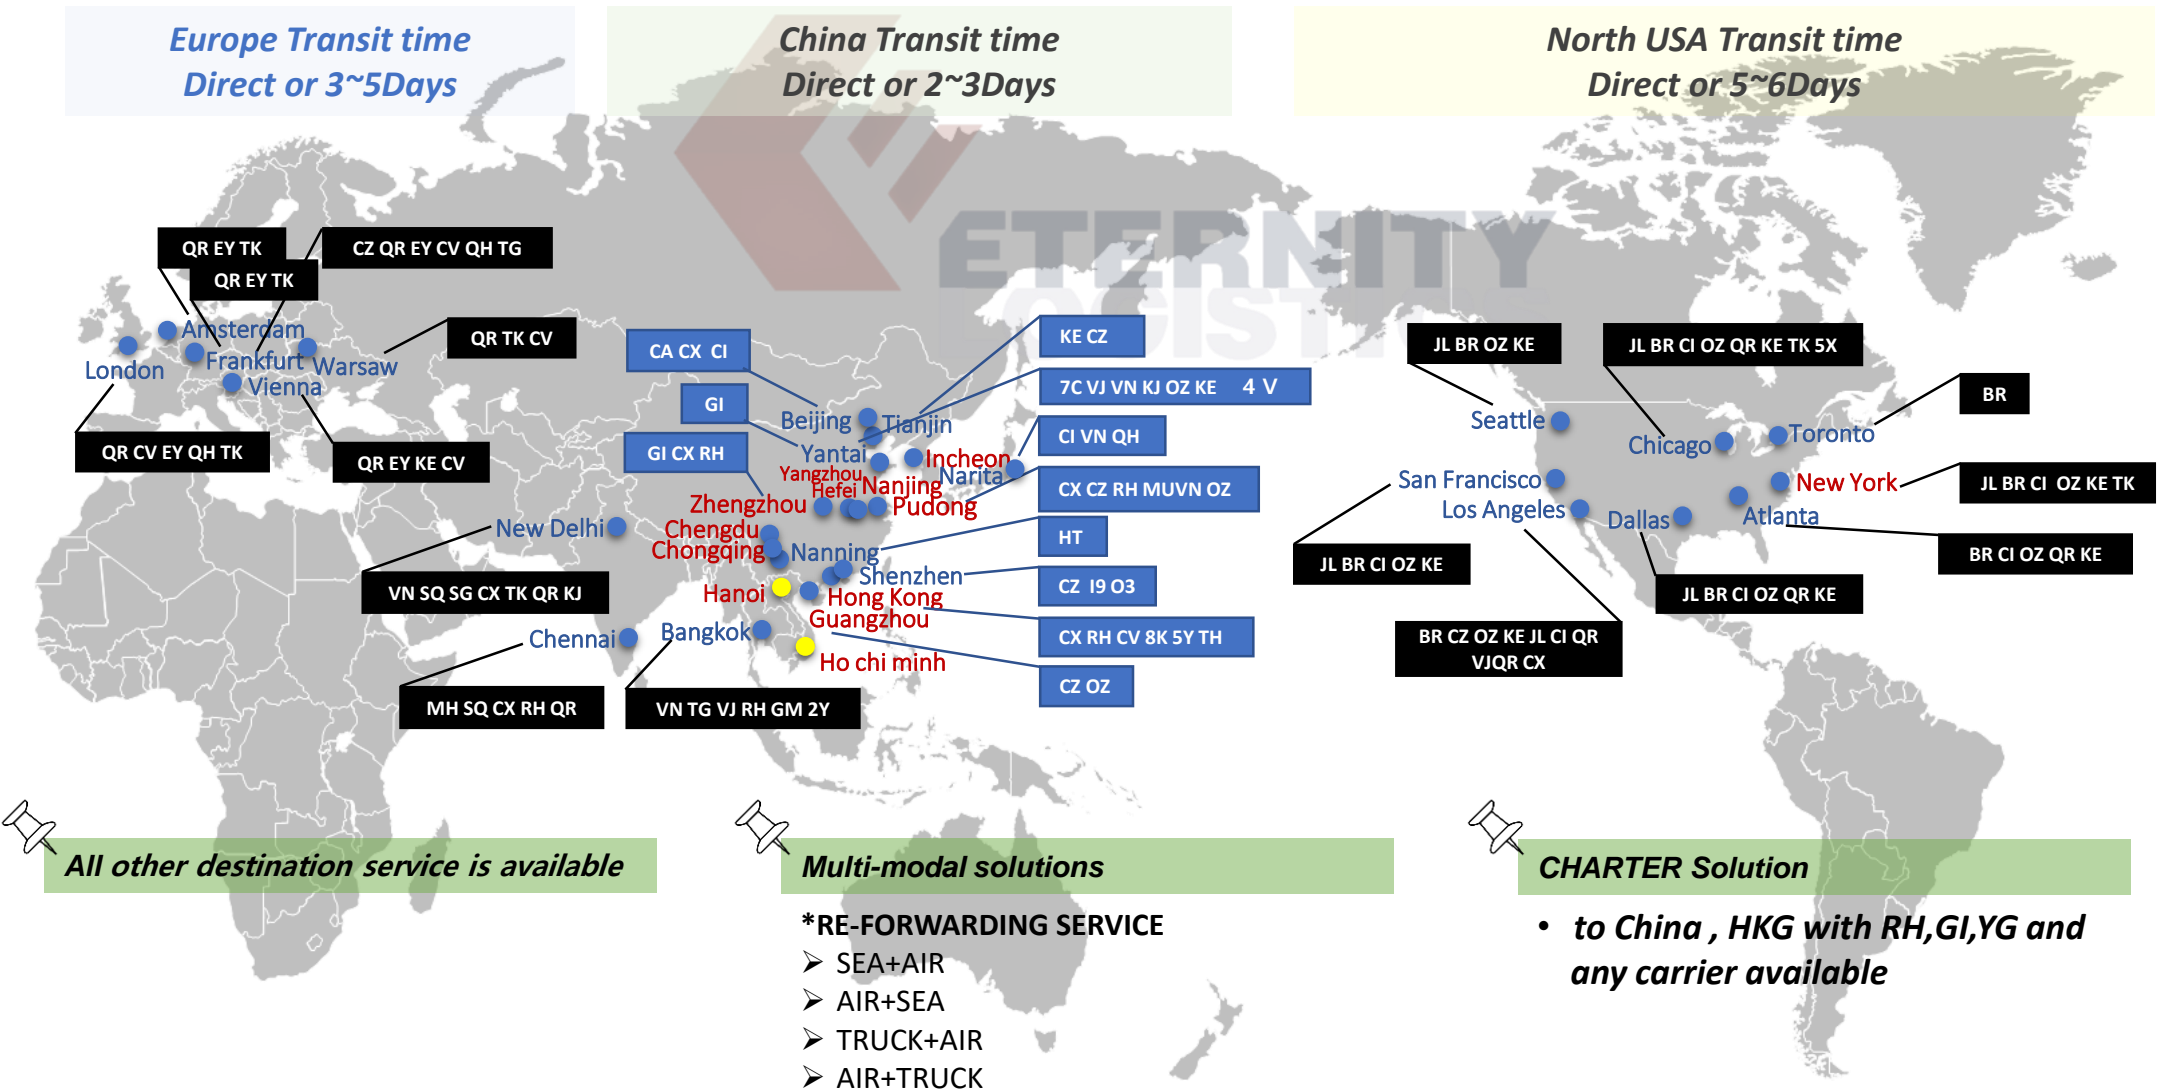 Europe Transit time
Direct or 3~5Days
China Transit time
Direct or 2~3Days
North USA Transit time
Direct or 5~6Days
ETERNITY
LOGISTICS
QR EY TK
QR EY TK
CZ QR EY CV QH TG
QR TK CV
Amsterdam
Frankfurt
Warsaw
London
Vienna
QR CV EY QH TK
QR EY KE CV
CA CX CI
GI
GI CX RH
KE CZ
7C VJ VN KJ OZ KE 4 V
CI VN QH
CX CZ RH MUVN OZ
HT
CZ I9 O3
CX RH CV 8K 5Y TH
CZ OZ
Beijing
Tianjin
Yantai
Incheon
Yangzhou
Narita
Hefei
Nanjing
Zhengzhou
Pudong
Chengdu
Chongqing
Nanning
Shenzhen
Hanoi
Hong Kong
Guangzhou
New Delhi
VN SQ SG CX TK QR KJ
Chennai
Bangkok
Ho chi minh
MH SQ CX RH QR
VN TG VJ RH GM 2Y
JL BR OZ KE
JL BR CI OZ QR KE TK 5X
BR
Seattle
Chicago
Toronto
San Francisco
New York
JL BR CI OZ KE TK
Los Angeles
Dallas
Atlanta
JL BR CI OZ KE
BR CI OZ QR KE
JL BR CI OZ QR KE
BR CZ OZ KE JL CI QR
VJQR CX
All other destination service is available
Multi-modal solutions
*RE-FORWARDING SERVICE
➢ SEA+AIR
➢ AIR+SEA
➢ TRUCK+AIR
➢ AIR+TRUCK
CHARTER Solution
• to China , HKG with RH,GI,YG and
any carrier available